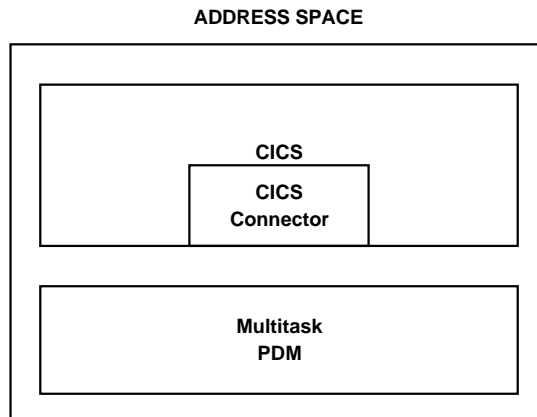 ADDRESS SPACE
CICS
CICS
Connector
Multitask
PDM